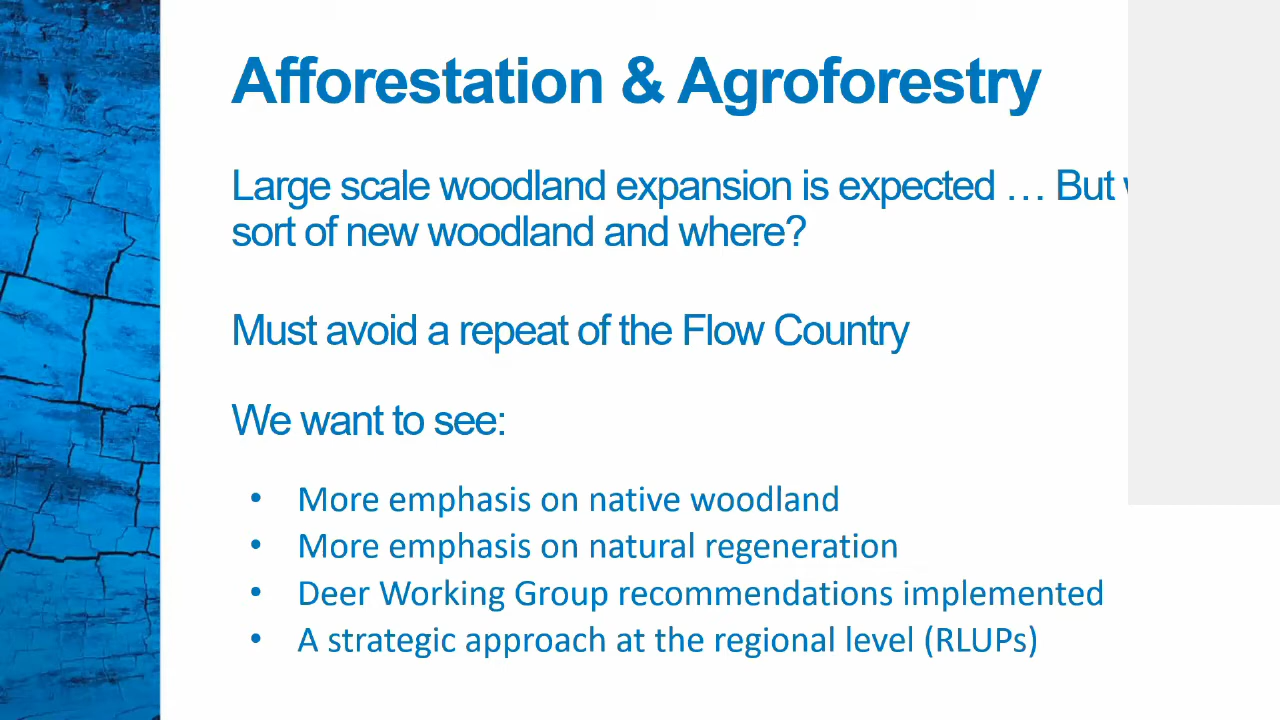 Afforestation & Agroforestry
Large scale woodland expansion is expected … But
sort of new woodland and where?
Must avoid a repeat of the Flow Country
We want to see:
• More emphasis on native woodland
• More emphasis on natural regeneration
• Deer Working Group recommendations implemented
• A strategic approach at the regional level (RLUPs)